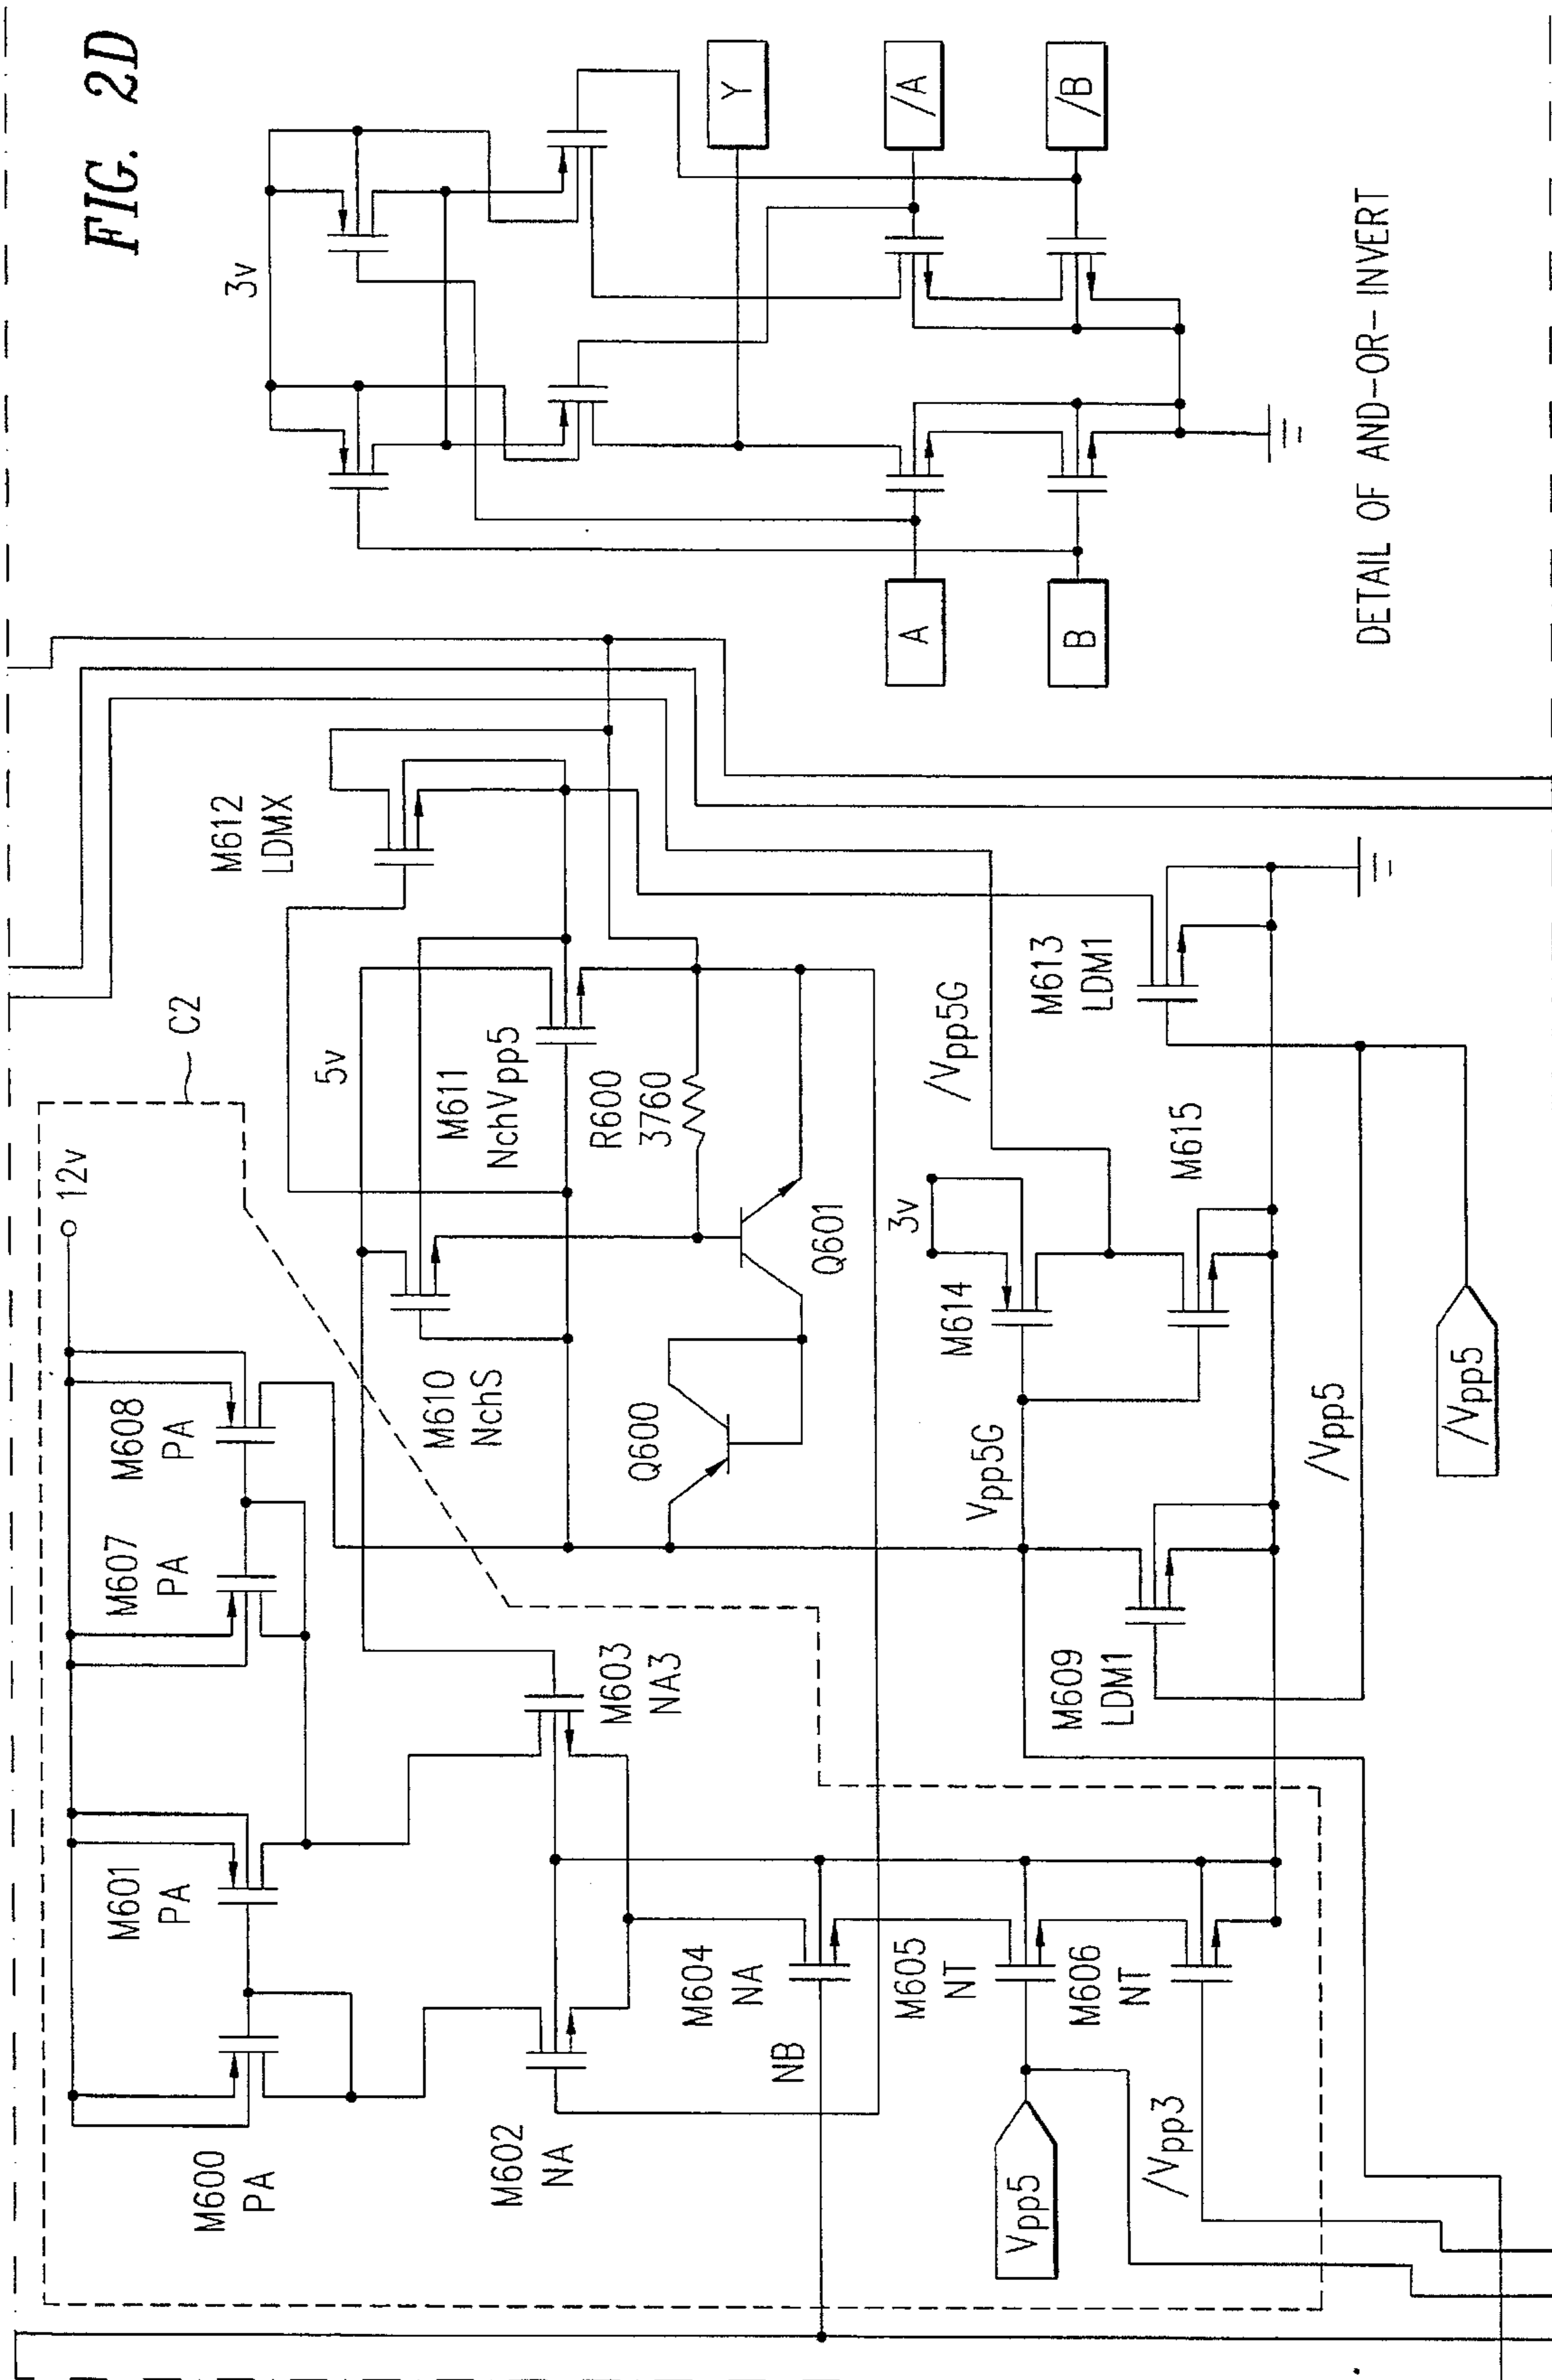 FIG. 2D
C2
12v
M600
PA
M601
PA
M607
PA
M608
PA
M602
NA
M603
NA3
M604
NA
NB
M605
NT
M606
NT
Vpp5
/Vpp3
M610
NchS
5v
M611
NchVpp5
M612
LDMX
R600
3760
Q600
Q601
Vpp5G
M614
3v
/Vpp5G
M615
M613
LDM1
M609
LDM1
/Vpp5
/Vpp5
3v
Y
A
/A
B
/B
DETAIL OF AND-OR-INVERT